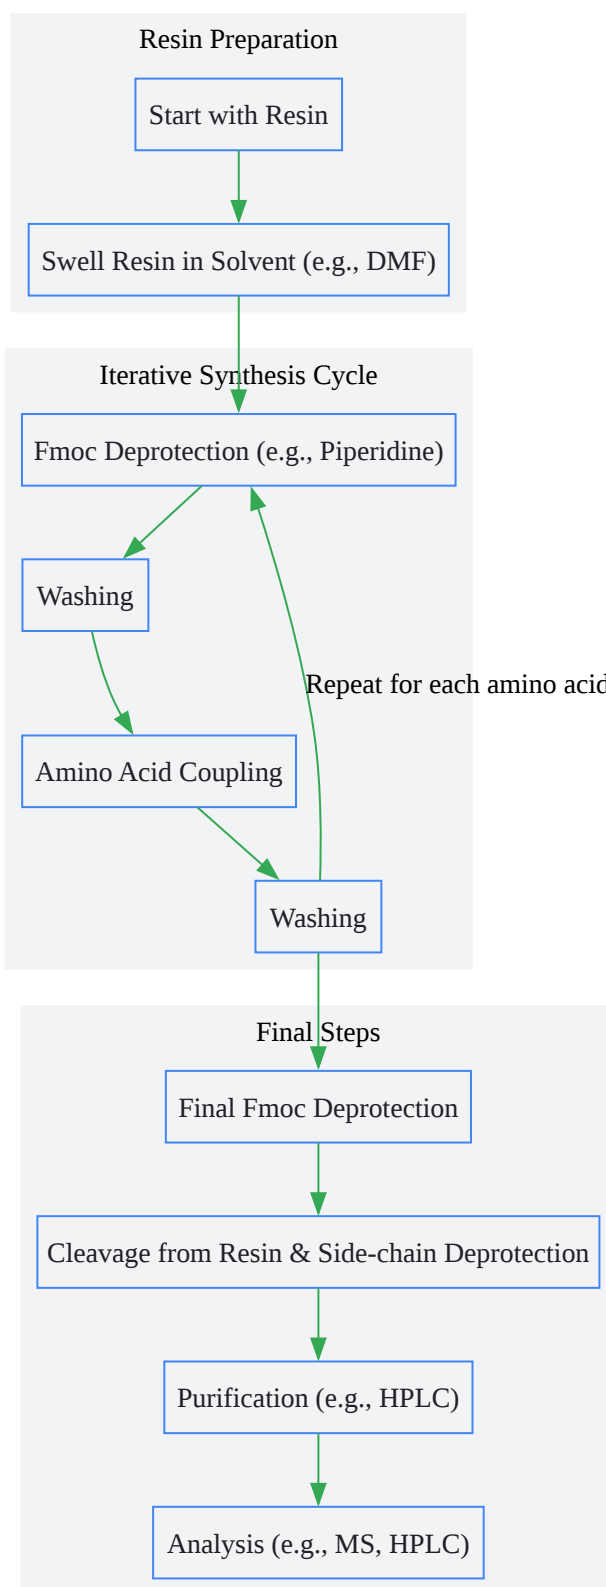 Resin Preparation
Start with Resin
Swell Resin in Solvent (e.g., DMF)
Iterative Synthesis Cycle
Fmoc Deprotection (e.g., Piperidine)
Washing
Repeat for each amino acid
Amino Acid Coupling
Washing
Final Steps
Final Fmoc Deprotection
Cleavage from Resin & Side-chain Deprotection
Purification (e.g., HPLC)
Analysis (e.g., MS, HPLC)